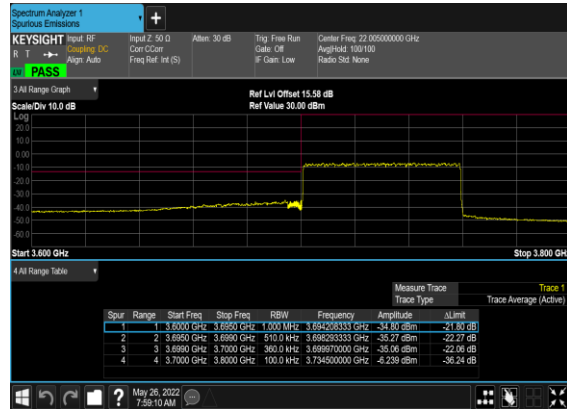 Spectrum Analyzer 1
Spurious Emissions
+
KEYSIGHT Input: RF Input Z: 50 Ω Atten: 30 dB Trig: Free Run Center Freq: 22.005000000 GHz
R T Coupling: DC Corr CCorr Gate: Off Avg|Hold: 100/100
Align: Auto Freq Ref: Int (S) IF Gain: Low Radio Std: None
PASS
3 All Range Graph
Ref Lvl Offset 15.58 dB
Scale/Div 10.0 dB Ref Value 30.00 dBm
Log
20.0
10.0
0.00
-10.0
-20.0
-30.0
-40.0
-50.0
-60.0
Start 3.600 GHz Stop 3.800 GHz
4 All Range Table
Measure Trace Trace 1
Trace Type Trace Average (Active)
Spur Range Start Freq Stop Freq RBW Frequency Amplitude ΔLimit
1 1 3.6000 GHz 3.6950 GHz 1.000 MHz 3.694208333 GHz -34.80 dBm -21.80 dB
2 2 3.6950 GHz 3.6990 GHz 510.0 kHz 3.698293333 GHz -35.27 dBm -22.27 dB
3 3 3.6990 GHz 3.7000 GHz 360.0 kHz 3.699970000 GHz -35.06 dBm -22.06 dB
4 4 3.7000 GHz 3.8000 GHz 100.0 kHz 3.734500000 GHz -6.239 dBm -36.24 dB
? May 26, 2022
7:59:10 AM